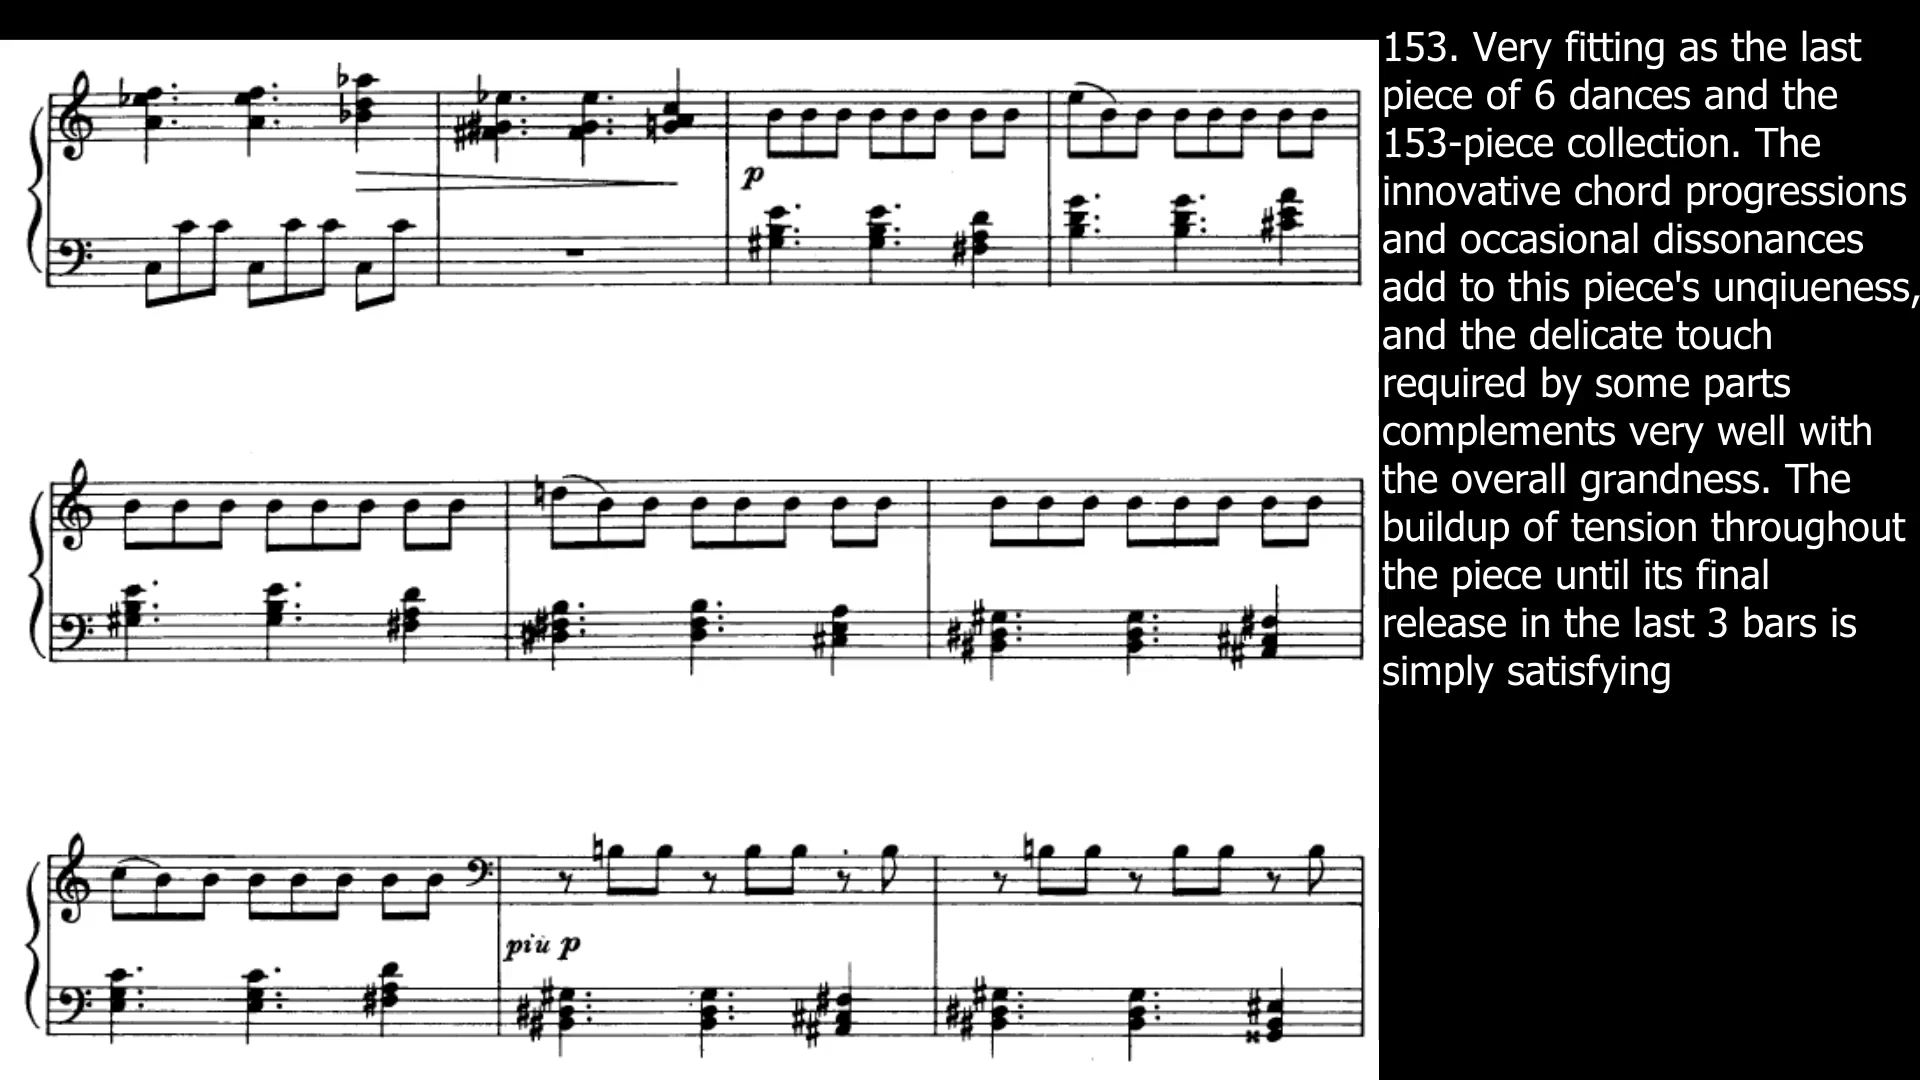 153. Very fitting as the last
piece of 6 dances and the
153-piece collection. The
innovative chord progressions
and occasional dissonances
add to this piece's unqiueness,
and the delicate touch
required by some parts
complements very well with
the overall grandness. The
buildup of tension throughout
the piece until its final
release in the last 3 bars is
simply satisfying
p
più p